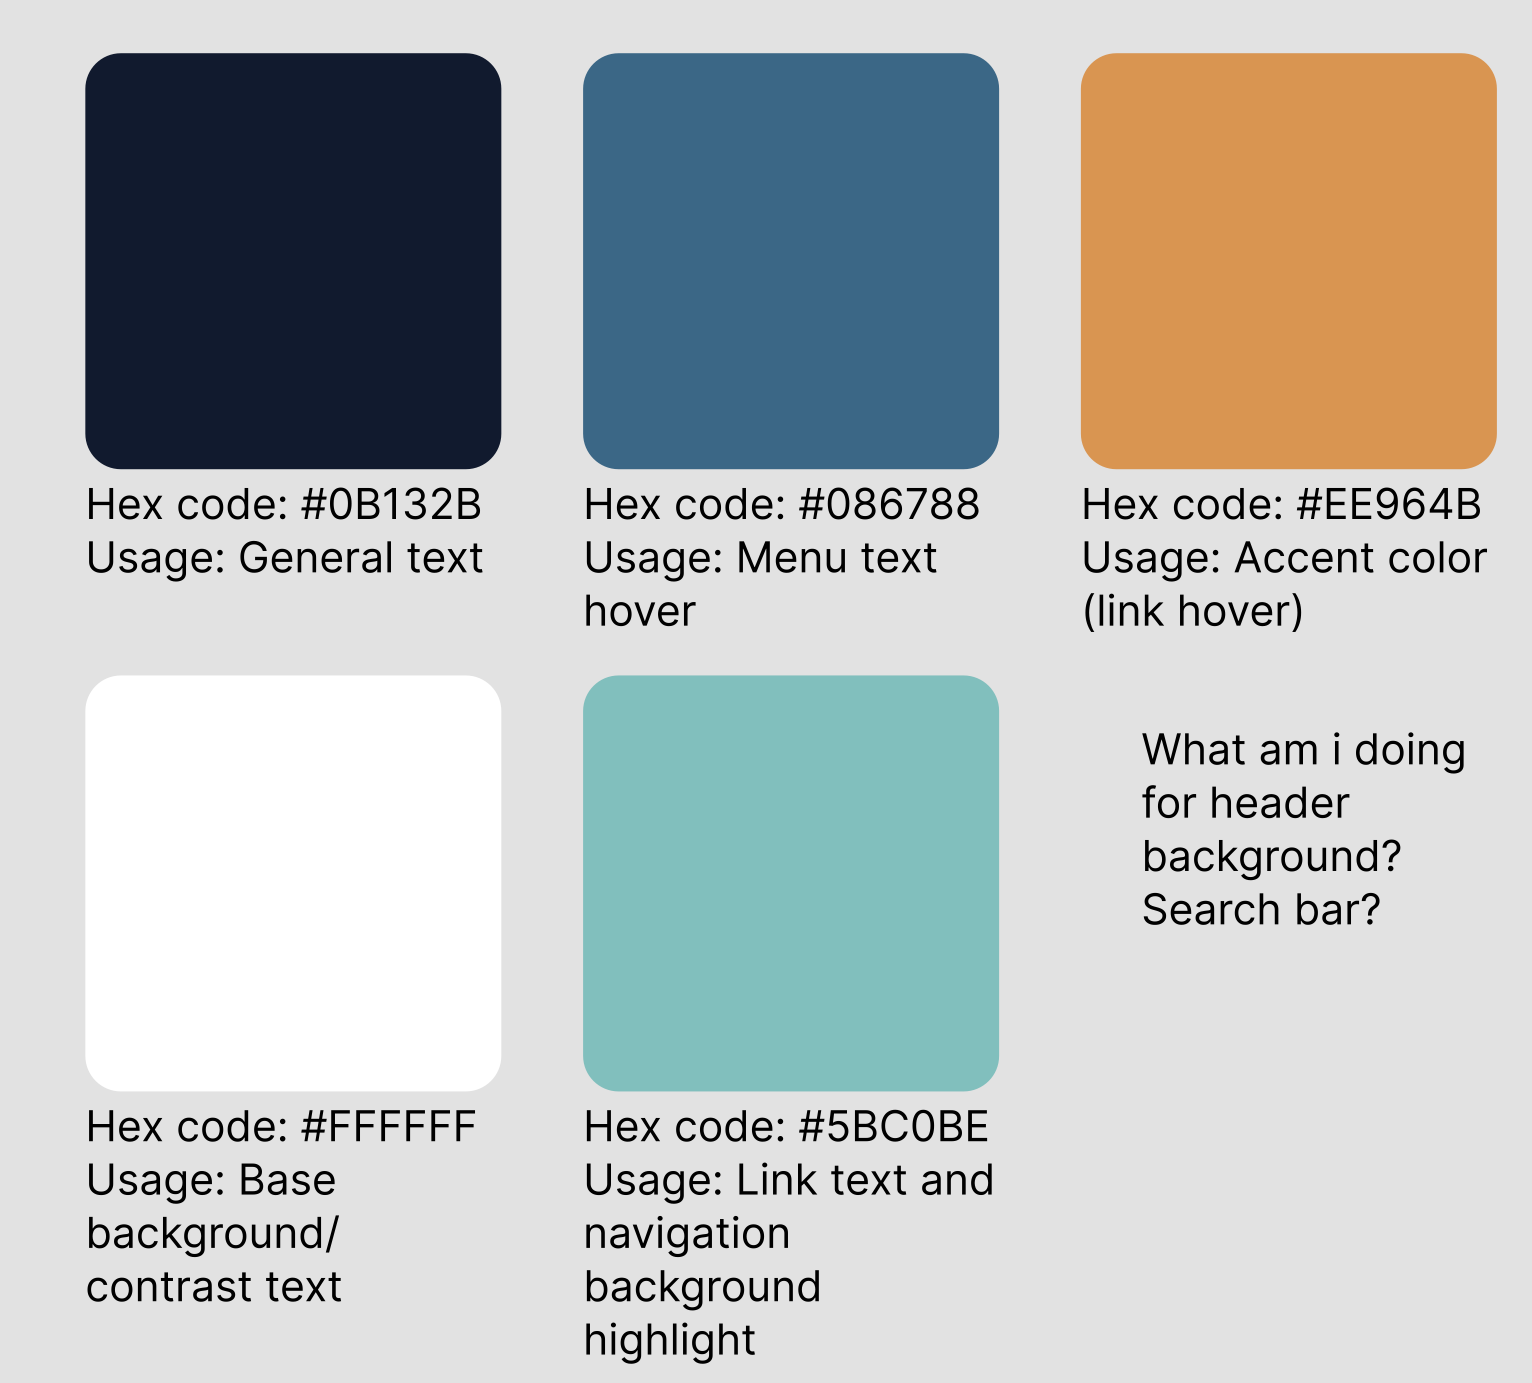 Hex code: #0B132B
Usage: General text
Hex code: #086788
Usage: Menu text
hover
Hex code: #EE964B
Usage: Accent color
(link hover)
Hex code: #FFFFFF
Usage: Base
background/
contrast text
Hex code: #5BC0BE
Usage: Link text and
navigation
background
highlight
What am i doing
for header
background?
Search bar?